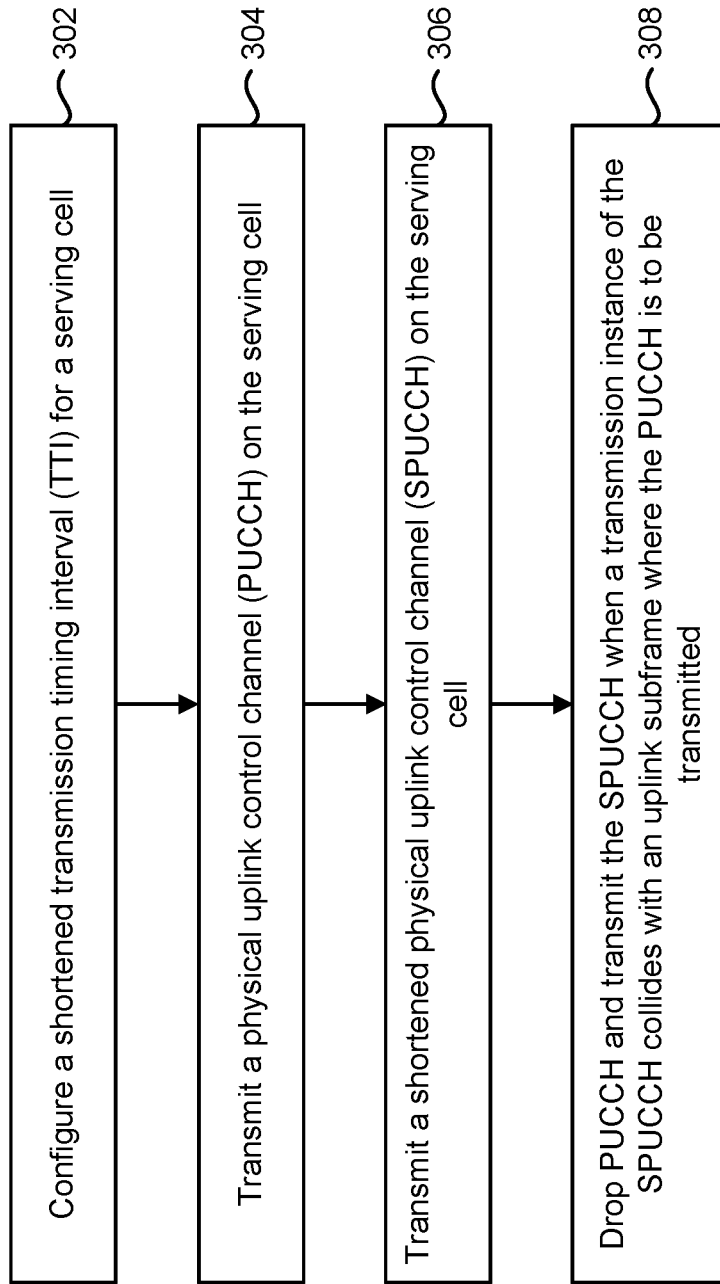 Configure a shortened transmission timing interval (TTI) for a serving cell
302
Transmit a physical uplink control channel (PUCCH) on the serving cell
304
Transmit a shortened physical uplink control channel (SPUCCH) on the serving
cell
306
Drop PUCCH and transmit the SPUCCH when a transmission instance of the
SPUCCH collides with an uplink subframe where the PUCCH is to be
transmitted
308